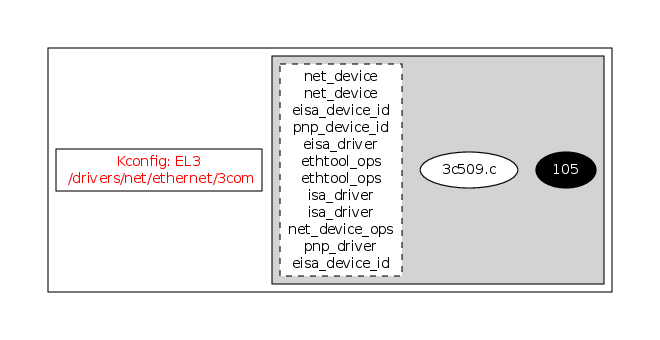 Kconfig: EL3
/drivers/net/ethernet/3com
net_device
net_device
eisa_device_id
pnp_device_id
eisa_driver
ethtool_ops
ethtool_ops
isa_driver
isa_driver
net_device_ops
pnp_driver
eisa_device_id
3c509.c
105